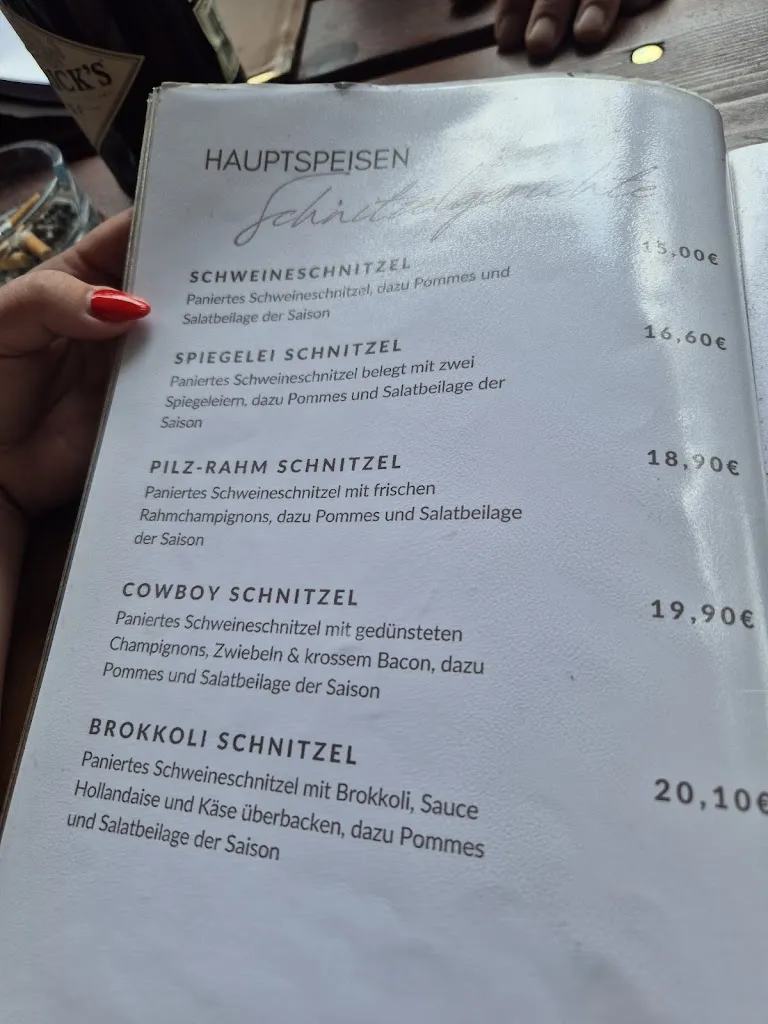 CK'S
HAUPTSPEISEN
Schnitzelgerichte
SCHWEINESCHNITZEL 15,00€
Paniertes Schweineschnitzel, dazu Pommes und
Salatbeilage der Saison
SPIEGELEI SCHNITZEL 16,60€
Paniertes Schweineschnitzel belegt mit zwei
Spiegeleiern, dazu Pommes und Salatbeilage der
Saison
PILZ-RAHM SCHNITZEL 18,90€
Paniertes Schweineschnitzel mit frischen
Rahmchampignons, dazu Pommes und Salatbeilage
der Saison
COWBOY SCHNITZEL 19,90€
Paniertes Schweineschnitzel mit gedünsteten
Champignons, Zwiebeln & krossem Bacon, dazu
Pommes und Salatbeilage der Saison
BROKKOLI SCHNITZEL 20,10€
Paniertes Schweineschnitzel mit Brokkoli, Sauce
Hollandaise und Käse überbacken, dazu Pommes
und Salatbeilage der Saison